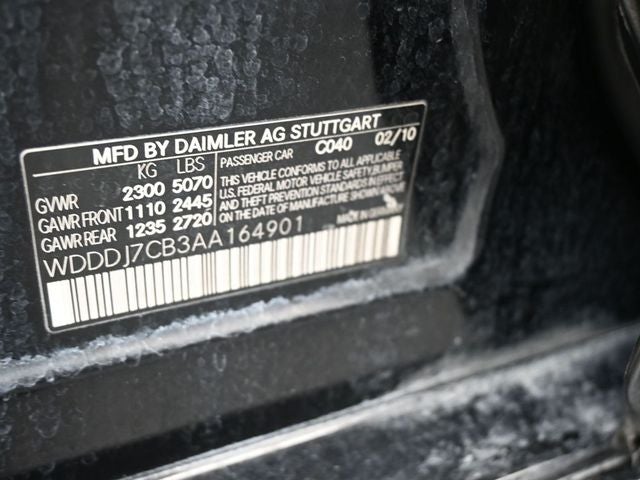 MFD BY DAIMLER AG STUTTGART
KG LBS
GVWR 2300 5070
GAWR FRONT 1110 2445
GAWR REAR 1235 2720
PASSENGER CAR C040 02/10
THIS VEHICLE CONFORMS TO ALL APPLICABLE
U.S. FEDERAL MOTOR VEHICLE SAFETY, BUMPER
AND THEFT PREVENTION STANDARDS IN EFFECT
ON THE DATE OF MANUFACTURE SHOWN ABOVE
MADE IN GERMANY
WDDDJ7CB3AA164901